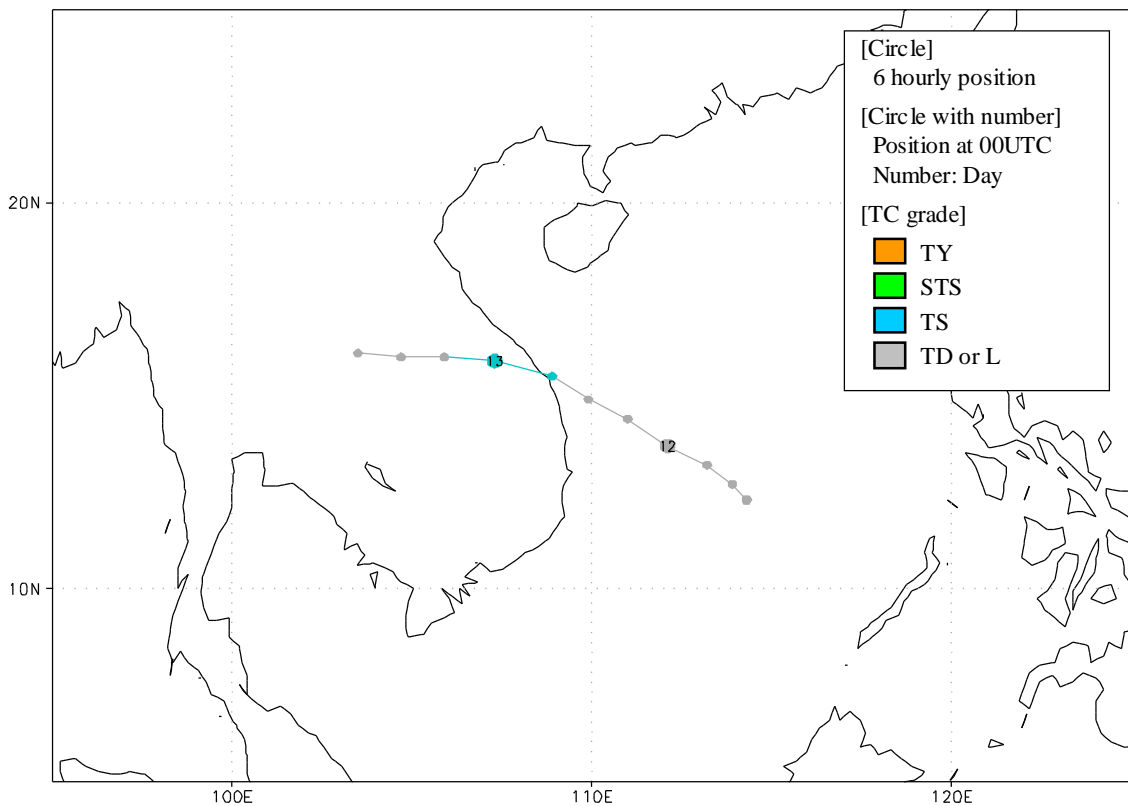 [Circle]
6 hourly position
[Circle with number]
Position at 00UTC
Number: Day
[TC grade]
TY
STS
TS
TD or L
20N
13
12
10N
100E
110E
120E